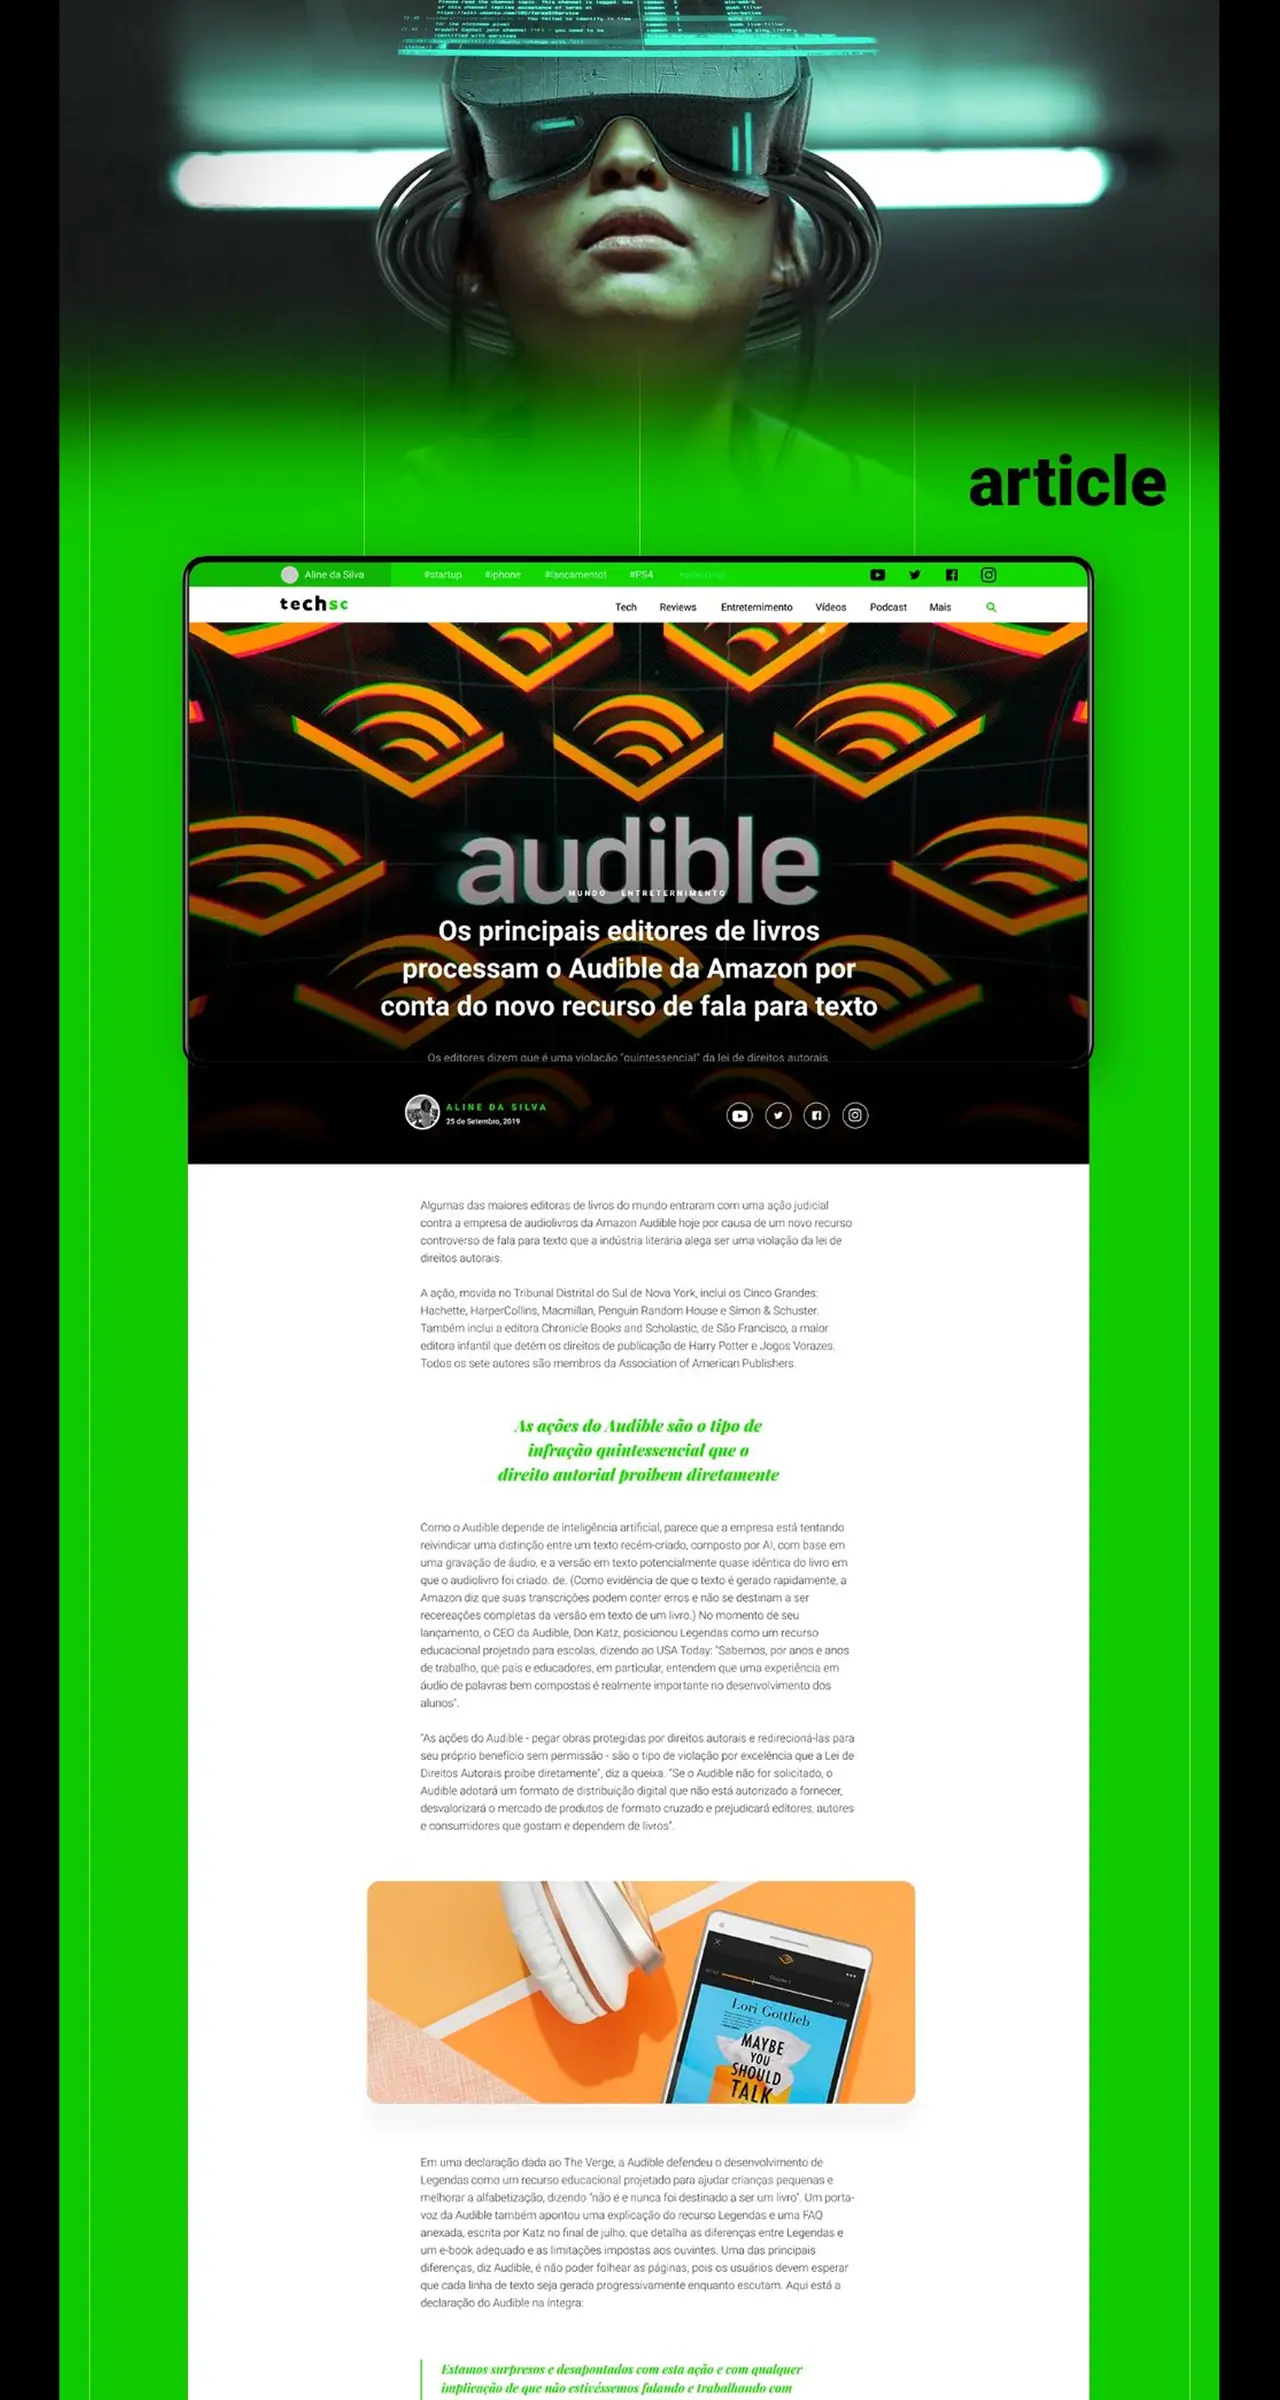 article
Aline da Silva
#startup #iphone #lancamento! #PS4
techsc
Tech Reviews Entreternimento Vídeos Podcast Mais
audible
MUNDO ENTRETERNIMENTO
Os principais editores de livros
processam o Audible da Amazon por
conta do novo recurso de fala para texto
Os editores dizem que é uma violação "quintessencial" da lei de direitos autorais
ALINE DA SILVA
25 de Setembro, 2019
Algumas das maiores editoras de livros do mundo entraram com uma ação judicial
contra a empresa de audiolivros da Amazon Audible hoje por causa de um novo recurso
controverso de fala para texto que a indústria literária alega ser uma violação da lei de
direitos autorais.
A ação, movida no Tribunal Distrital do Sul de Nova York, inclui os Cinco Grandes:
Hachette, HarperCollins, Macmillan, Penguin Random House e Simon & Schuster.
Também inclui a editora Chronicle Books and Scholastic, de São Francisco, a maior
editora infantil que detém os direitos de publicação de Harry Potter e Jogos Vorazes.
Todos os sete autores são membros da Association of American Publishers.
As ações do Audible são o tipo de
infração quintessencial que o
direito autorial proibem diretamente
Como o Audible depende de inteligência artificial, parece que a empresa está tentando
reivindicar uma distinção entre um texto recém-criado, composto por AI, com base em
uma gravação de áudio, e a versão em texto potencialmente quase idêntica do livro em
que o audiolivro foi criado. de. (Como evidência de que o texto é gerado rapidamente, a
Amazon diz que suas transcrições podem conter erros e não se destinam a ser
recereações completas da versão em texto de um livro.) No momento de seu
lançamento, o CEO da Audible, Don Katz, posicionou Legendas como um recurso
educacional projetado para escolas, dizendo ao USA Today: "Sabemos, por anos e anos
de trabalho, que pais e educadores, em particular, entendem que uma experiência em
áudio de palavras bem compostas é realmente importante no desenvolvimento dos
alunos".
"As ações do Audible - pegar obras protegidas por direitos autorais e redirecioná-las para
seu próprio benefício sem permissão - são o tipo de violação por excelência que a Lei de
Direitos Autorais proíbe diretamente", diz a queixa. "Se o Audible não for solicitado, o
Audible adotará um formato de distribuição digital que não está autorizado a fornecer,
desvalorizará o mercado de produtos de formato cruzado e prejudicará editores, autores
e consumidores que gostam e dependem de livros".
Lori Gottlieb
MAYBE
YOU
SHOULD
TALK
Em uma declaração dada ao The Verge, a Audible defendeu o desenvolvimento de
Legendas como um recurso educacional projetado para ajudar crianças pequenas e
melhorar a alfabetização, dizendo "não é e nunca foi destinado a ser um livro". Um porta-
voz da Audible também apontou uma explicação do recurso Legendas e uma FAQ
anexada, escrita por Katz no final de julho, que detalha as diferenças entre Legendas e
um e-book adequado e as limitações impostas aos ouvintes. Uma das principais
diferenças, diz Audible, é não poder folhear as páginas, pois os usuários devem esperar
que cada linha de texto seja gerada progressivamente enquanto escutam. Aqui está a
declaração do Audible na íntegra:
Estamos surpresos e desapontados com esta ação e com qualquer
implicação de que não estivéssemos falando e trabalhando com